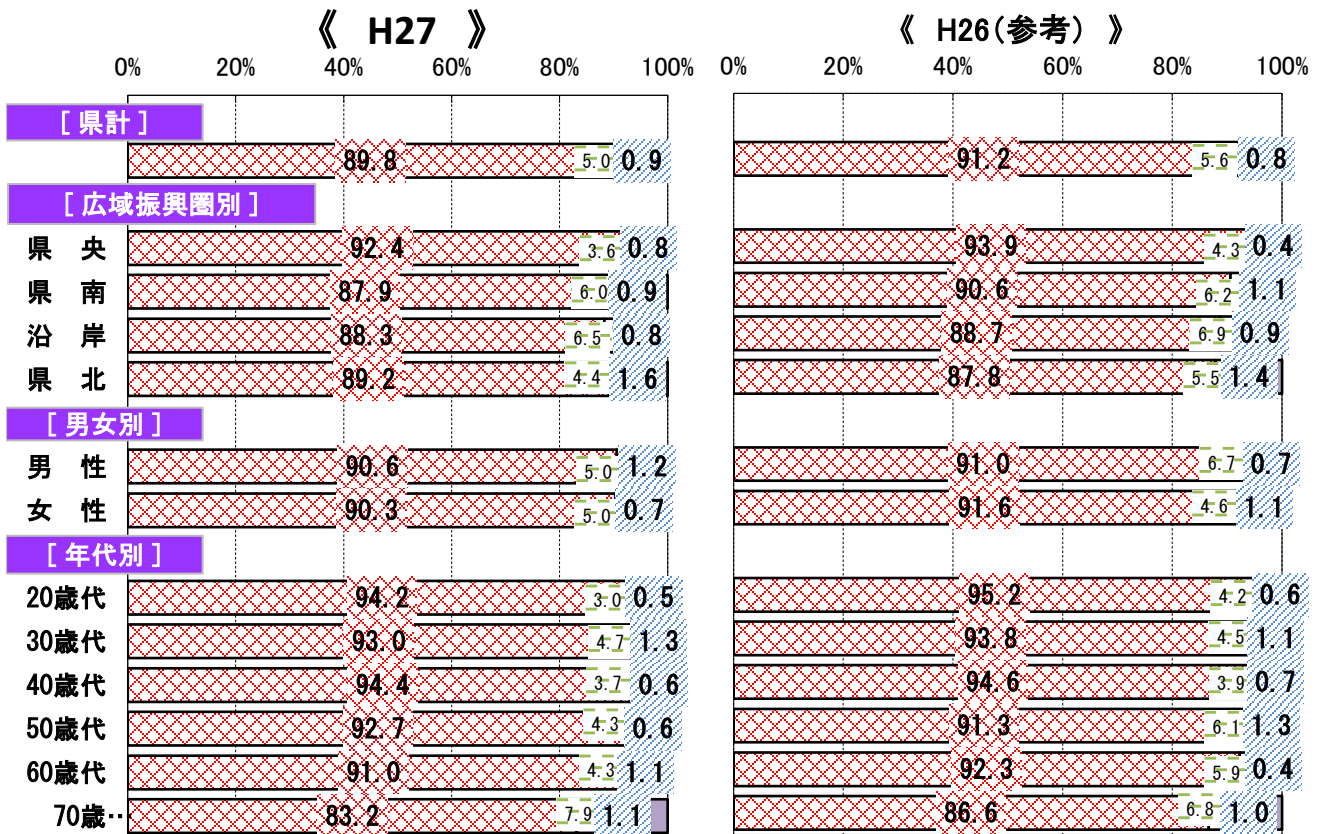 《 H27 》 《 H26(参考) 》
0% 20% 40% 60% 80% 100% 0% 20% 40% 60% 80% 100%
[ 県計 ]
89.8 5.0 0.9 91.2 5.6 0.8
[ 広域振興圏別 ]
県 央 92.4 3.6 0.8 93.9 4.3 0.4
県 南 87.9 6.0 0.9 90.6 6.2 1.1
沿 岸 88.3 6.5 0.8 88.7 6.9 0.9
県 北 89.2 4.4 1.6 87.8 5.5 1.4
[ 男女別 ]
男 性 90.6 5.0 1.2 91.0 6.7 0.7
女 性 90.3 5.0 0.7 91.6 4.6 1.1
[ 年代別 ]
20歳代 94.2 3.0 0.5 95.2 4.2 0.6
30歳代 93.0 4.7 1.3 93.8 4.5 1.1
40歳代 94.4 3.7 0.6 94.6 3.9 0.7
50歳代 92.7 4.3 0.6 91.3 6.1 1.3
60歳代 91.0 4.3 1.1 92.3 5.9 0.4
70歳… 83.2 7.9 1.1 86.6 6.8 1.0